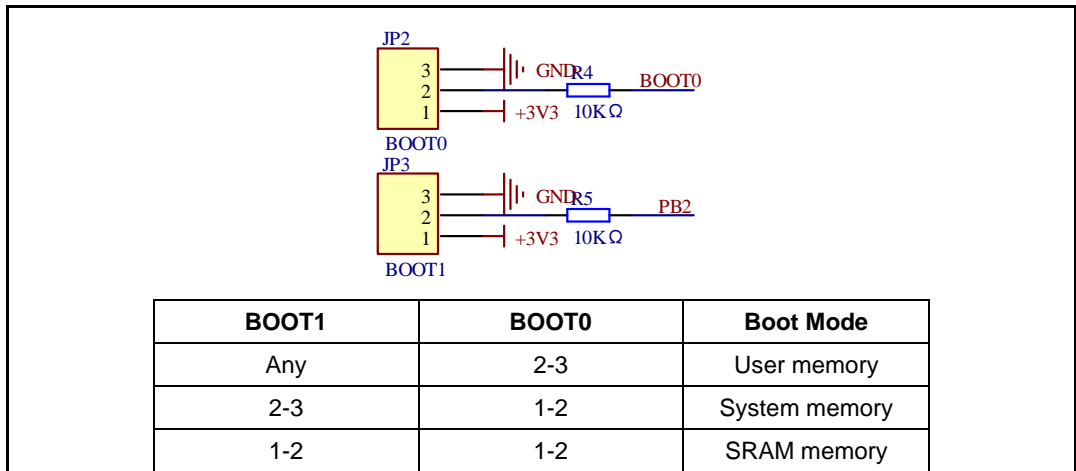 JP2
3 GND R4 BOOT0
2
1 +3V3 10KΩ
BOOT0
JP3
3 GND R5 PB2
2
1 +3V3 10KΩ
BOOT1
BOOT1 BOOT0 Boot Mode
Any 2-3 User memory
2-3 1-2 System memory
1-2 1-2 SRAM memory